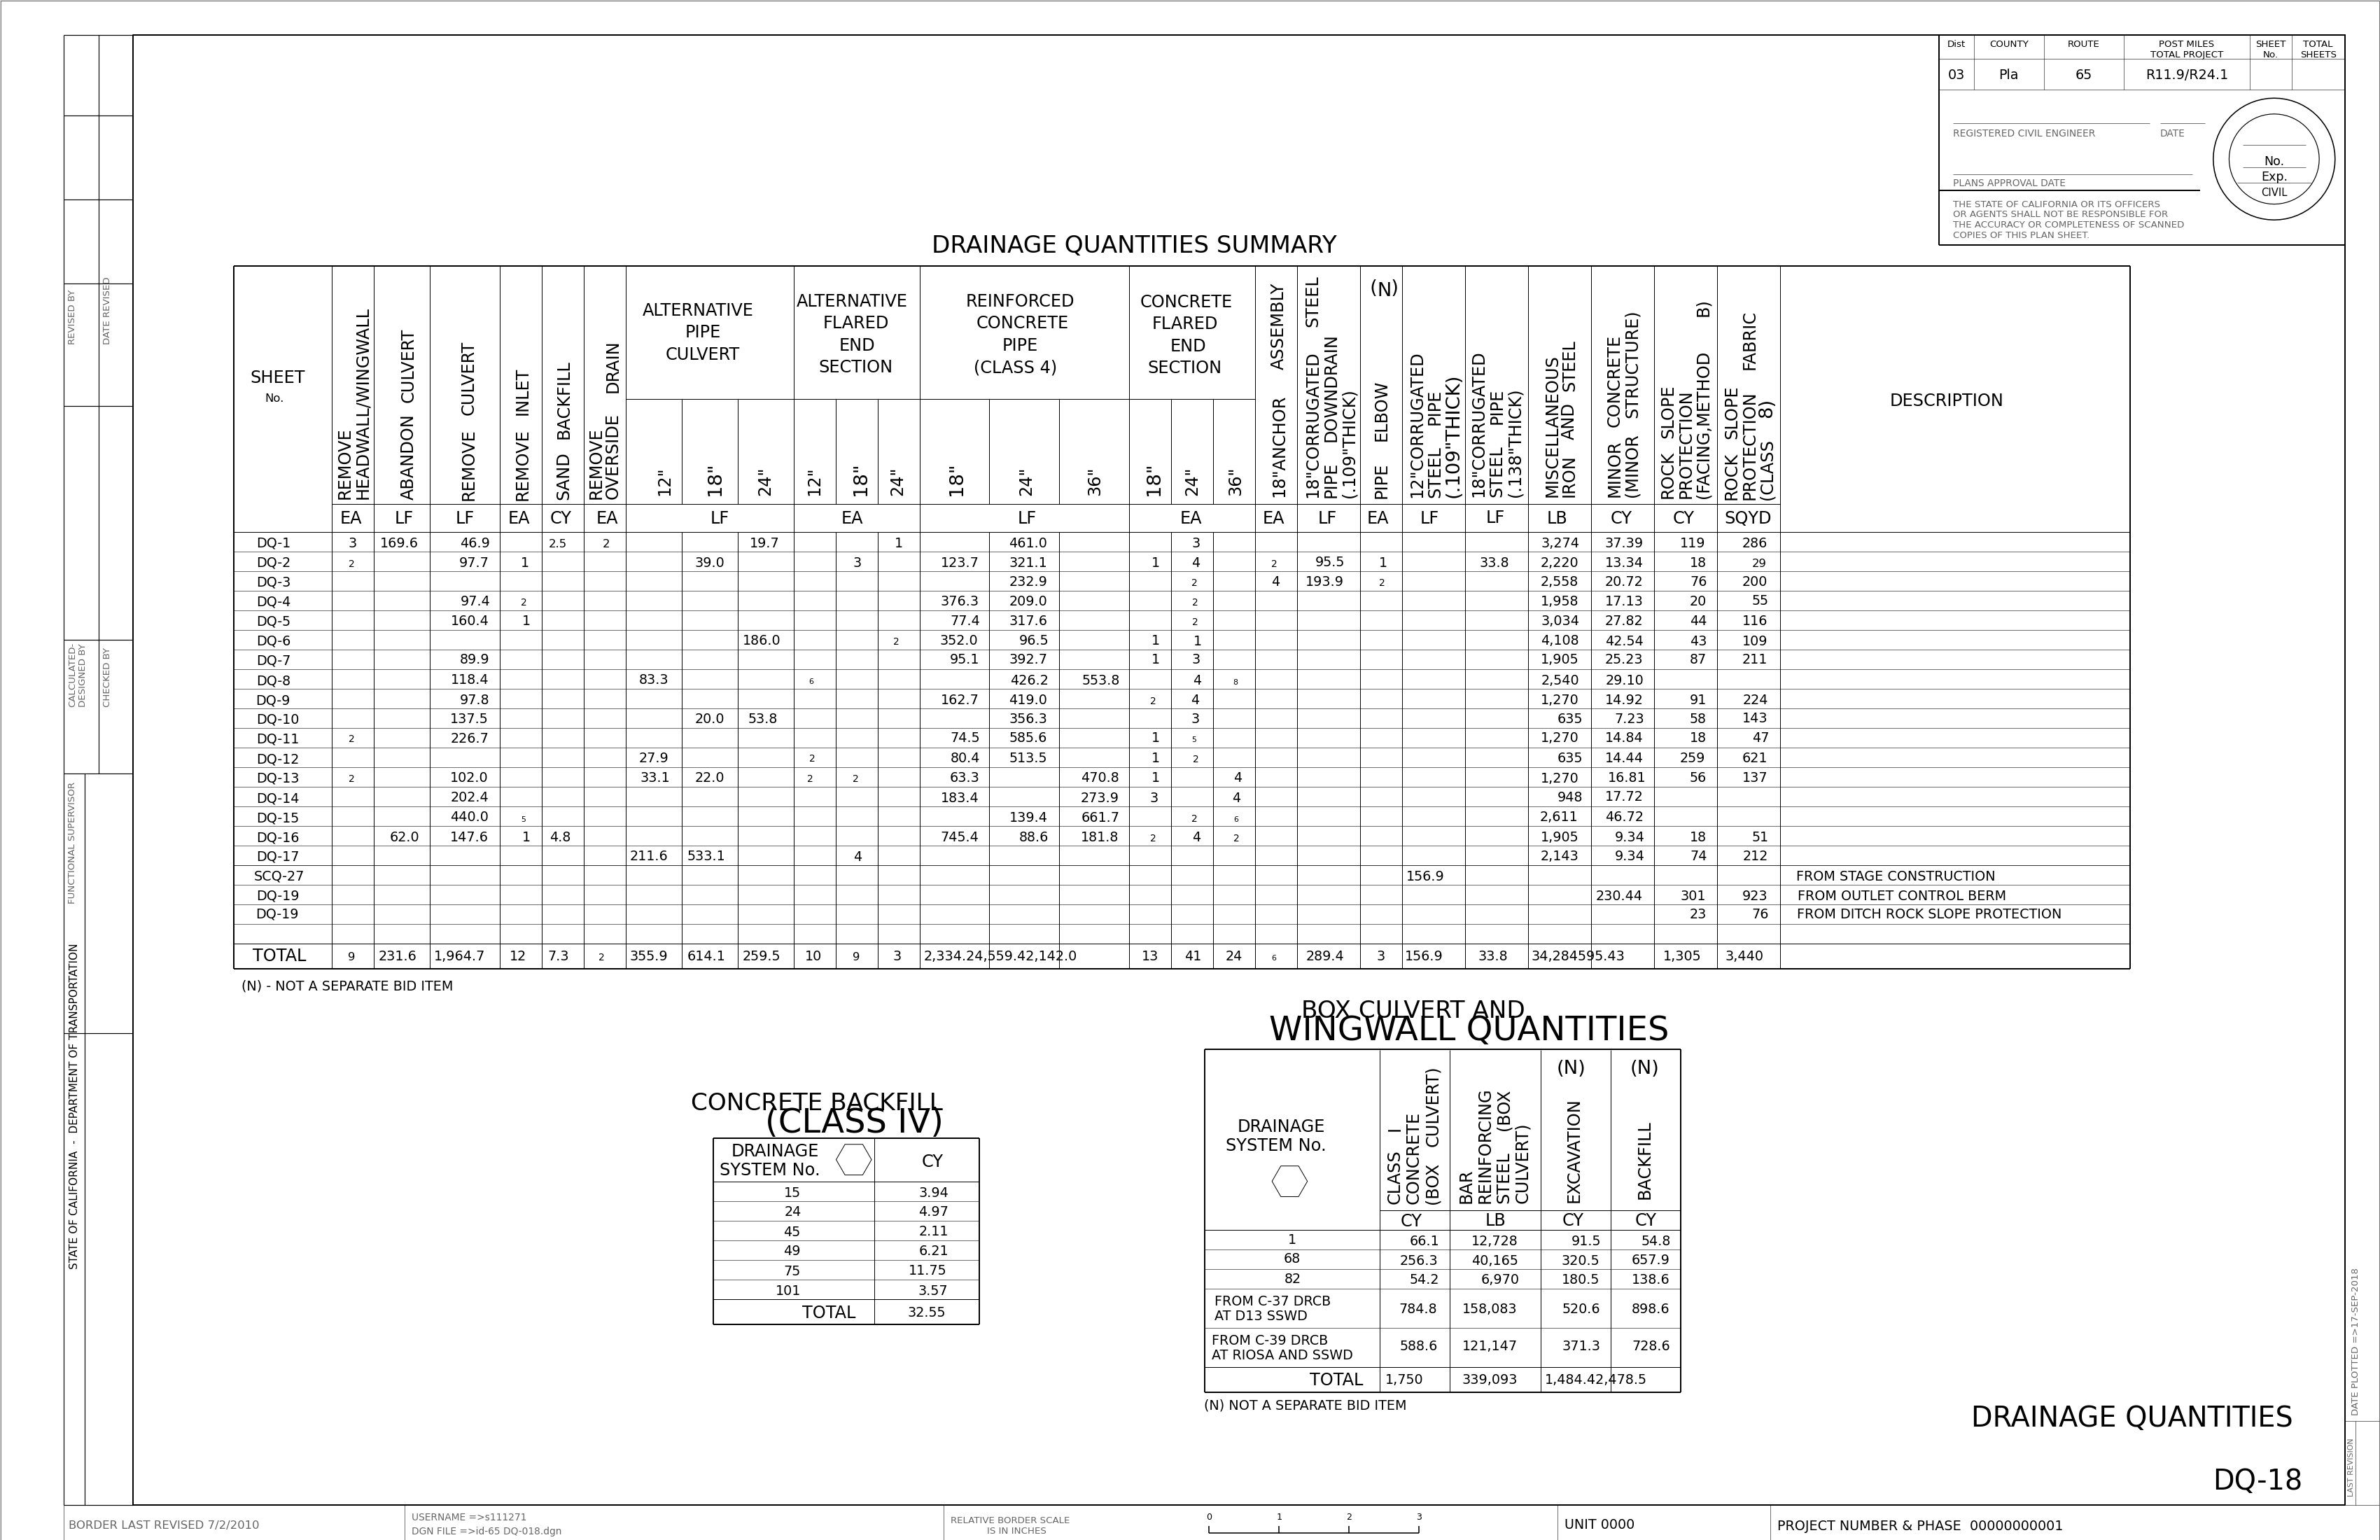 Dist COUNTY ROUTE POST MILES TOTAL PROJECT SHEET No. TOTAL SHEETS
03 Pla 65 R11.9/R24.1
REGISTERED CIVIL ENGINEER DATE
PLANS APPROVAL DATE
No.
Exp.
CIVIL
THE STATE OF CALIFORNIA OR ITS OFFICERS
OR AGENTS SHALL NOT BE RESPONSIBLE FOR
THE ACCURACY OR COMPLETENESS OF SCANNED
COPIES OF THIS PLAN SHEET.
REVISED BY
DATE REVISED
CALCULATED-
DESIGNED BY
CHECKED BY
FUNCTIONAL SUPERVISOR
STATE OF CALIFORNIA - DEPARTMENT OF TRANSPORTATION
DRAINAGE QUANTITIES SUMMARY
SHEET
No.
REMOVE
HEADWALL/WINGWALL
ABANDON CULVERT
REMOVE CULVERT
REMOVE INLET
SAND BACKFILL
REMOVE
OVERSIDE DRAIN
ALTERNATIVE
PIPE
CULVERT
12" 18" 24"
ALTERNATIVE
FLARED
END
SECTION
12" 18" 24"
REINFORCED
CONCRETE
PIPE
(CLASS 4)
18" 24" 36"
CONCRETE
FLARED
END
SECTION
18" 24" 36"
18"ANCHOR ASSEMBLY
18"CORRUGATED STEEL
PIPE DOWNDRAIN
(.109"THICK)
(N)
PIPE ELBOW
12"CORRUGATED
STEEL PIPE
(.109"THICK)
18"CORRUGATED
STEEL PIPE
(.138"THICK)
MISCELLANEOUS
IRON AND STEEL
MINOR CONCRETE
(MINOR STRUCTURE)
ROCK SLOPE
PROTECTION
(FACING,METHOD B)
ROCK SLOPE
PROTECTION FABRIC
(CLASS 8)
DESCRIPTION
EA LF LF EA CY EA LF EA LF EA EA LF EA LF LF LB CY CY SQYD
DQ-1 3 169.6 46.9 2.5 2 19.7 1 461.0 3 3,274 37.39 119 286
DQ-2 2 97.7 1 39.0 3 123.7 321.1 1 4 2 95.5 1 33.8 2,220 13.34 18 29
DQ-3 232.9 2 4 193.9 2 2,558 20.72 76 200
DQ-4 97.4 2 376.3 209.0 2 1,958 17.13 20 55
DQ-5 160.4 1 77.4 317.6 2 3,034 27.82 44 116
DQ-6 186.0 2 352.0 96.5 1 1 4,108 42.54 43 109
DQ-7 89.9 95.1 392.7 1 3 1,905 25.23 87 211
DQ-8 118.4 83.3 6 426.2 553.8 4 8 2,540 29.10
DQ-9 97.8 162.7 419.0 2 4 1,270 14.92 91 224
DQ-10 137.5 20.0 53.8 356.3 3 635 7.23 58 143
DQ-11 2 226.7 74.5 585.6 1 5 1,270 14.84 18 47
DQ-12 27.9 2 80.4 513.5 1 2 635 14.44 259 621
DQ-13 2 102.0 33.1 22.0 2 2 63.3 470.8 1 4 1,270 16.81 56 137
DQ-14 202.4 183.4 273.9 3 4 948 17.72
DQ-15 440.0 5 139.4 661.7 2 6 2,611 46.72
DQ-16 62.0 147.6 1 4.8 745.4 88.6 181.8 2 4 2 1,905 9.34 18 51
DQ-17 211.6 533.1 4 2,143 9.34 74 212
SCQ-27 156.9 FROM STAGE CONSTRUCTION
DQ-19 230.44 301 923 FROM OUTLET CONTROL BERM
DQ-19 23 76 FROM DITCH ROCK SLOPE PROTECTION
TOTAL 9 231.6 1,964.7 12 7.3 2 355.9 614.1 259.5 10 9 3 2,334.24,559.42,142.0 13 41 24 6 289.4 3 156.9 33.8 34,284595.43 1,305 3,440
(N) - NOT A SEPARATE BID ITEM
CONCRETE BACKFILL
(CLASS IV)
DRAINAGE
SYSTEM No. CY
15 3.94
24 4.97
45 2.11
49 6.21
75 11.75
101 3.57
TOTAL 32.55
BOX CULVERT AND
WINGWALL QUANTITIES
DRAINAGE
SYSTEM No.
CLASS I
CONCRETE
(BOX CULVERT)
BAR
REINFORCING
STEEL (BOX
CULVERT)
(N)
EXCAVATION
(N)
BACKFILL
CY LB CY CY
1 66.1 12,728 91.5 54.8
68 256.3 40,165 320.5 657.9
82 54.2 6,970 180.5 138.6
FROM C-37 DRCB
AT D13 SSWD 784.8 158,083 520.6 898.6
FROM C-39 DRCB
AT RIOSA AND SSWD 588.6 121,147 371.3 728.6
TOTAL 1,750 339,093 1,484.42,478.5
(N) NOT A SEPARATE BID ITEM
DRAINAGE QUANTITIES
DQ-18
DATE PLOTTED =>17-SEP-2018
LAST REVISION
BORDER LAST REVISED 7/2/2010
USERNAME =>s111271
DGN FILE =>id-65 DQ-018.dgn
RELATIVE BORDER SCALE
IS IN INCHES
0 1 2 3
UNIT 0000
PROJECT NUMBER & PHASE 00000000001